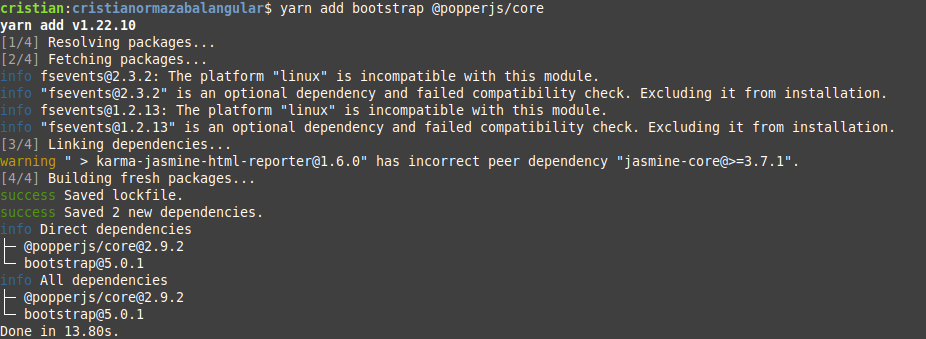 cristian:cristianormazabalangular$ yarn add bootstrap @popperjs/core
yarn add v1.22.10
[1/4] Resolving packages...
[2/4] Fetching packages...
info fsevents@2.3.2: The platform "linux" is incompatible with this module.
info "fsevents@2.3.2" is an optional dependency and failed compatibility check. Excluding it from installation.
info fsevents@1.2.13: The platform "linux" is incompatible with this module.
info "fsevents@1.2.13" is an optional dependency and failed compatibility check. Excluding it from installation.
[3/4] Linking dependencies...
warning " > karma-jasmine-html-reporter@1.6.0" has incorrect peer dependency "jasmine-core@>=3.7.1".
[4/4] Building fresh packages...
success Saved lockfile.
success Saved 2 new dependencies.
info Direct dependencies
├─ @popperjs/core@2.9.2
└─ bootstrap@5.0.1
info All dependencies
├─ @popperjs/core@2.9.2
└─ bootstrap@5.0.1
Done in 13.80s.